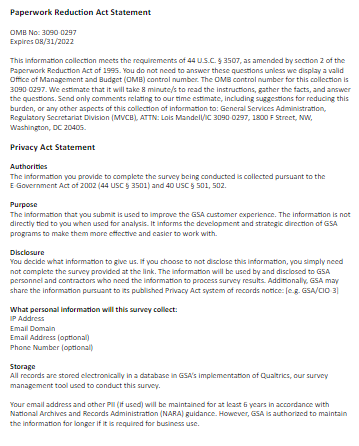 Paperwork Reduction Act Statement
OMB No: 3090-0297
Expires 08/31/2022
This information collection meets the requirements of 44 U.S.C. § 3507, as amended by section 2 of the
Paperwork Reduction Act of 1995. You do not need to answer these questions unless we display a valid
Office of Management and Budget (OMB) control number. The OMB control number for this collection is
3090-0297. We estimate that it will take 8 minute/s to read the instructions, gather the facts, and answer
the questions. Send only comments relating to our time estimate, including suggestions for reducing this
burden, or any other aspects of this collection of information to: General Services Administration,
Regulatory Secretariat Division (MVCB), ATTN: Lois Mandell/IC 3090-0297, 1800 F Street, NW,
Washington, DC 20405.
Privacy Act Statement
Authorities
The information you provide to complete the survey being conducted is collected pursuant to the
E Government Act of 2002 (44 USC § 3501) and 40 USC § 501, 502.
Purpose
The information that you submit is used to improve the GSA customer experience. The information is not
directly tied to you when used for analysis. It informs the development and strategic direction of GSA
programs to make them more effective and easier to work with.
Disclosure
You decide what information to give us. If you choose to not disclose this information, you simply need
not complete the survey provided at the link. The information will be used by and disclosed to GSA
personnel and contractors who need the information to process survey results. Additionally, GSA may
share the information pursuant to its published Privacy Act system of records notice: (e.g. GSA/CIO-3)
What personal information will this survey collect:
IP Address
Email Domain
Email Address (optional)
Phone Number (optional)
Storage
All records are stored electronically in a database in GSA's implementation of Qualtrics, our survey
management tool used to conduct this survey.
Your email address and other PII (if used) will be maintained for at least 6 years in accordance with
National Archives and Records Administration (NARA) guidance. However, GSA is authorized to maintain
the information for longer if it is required for business use.